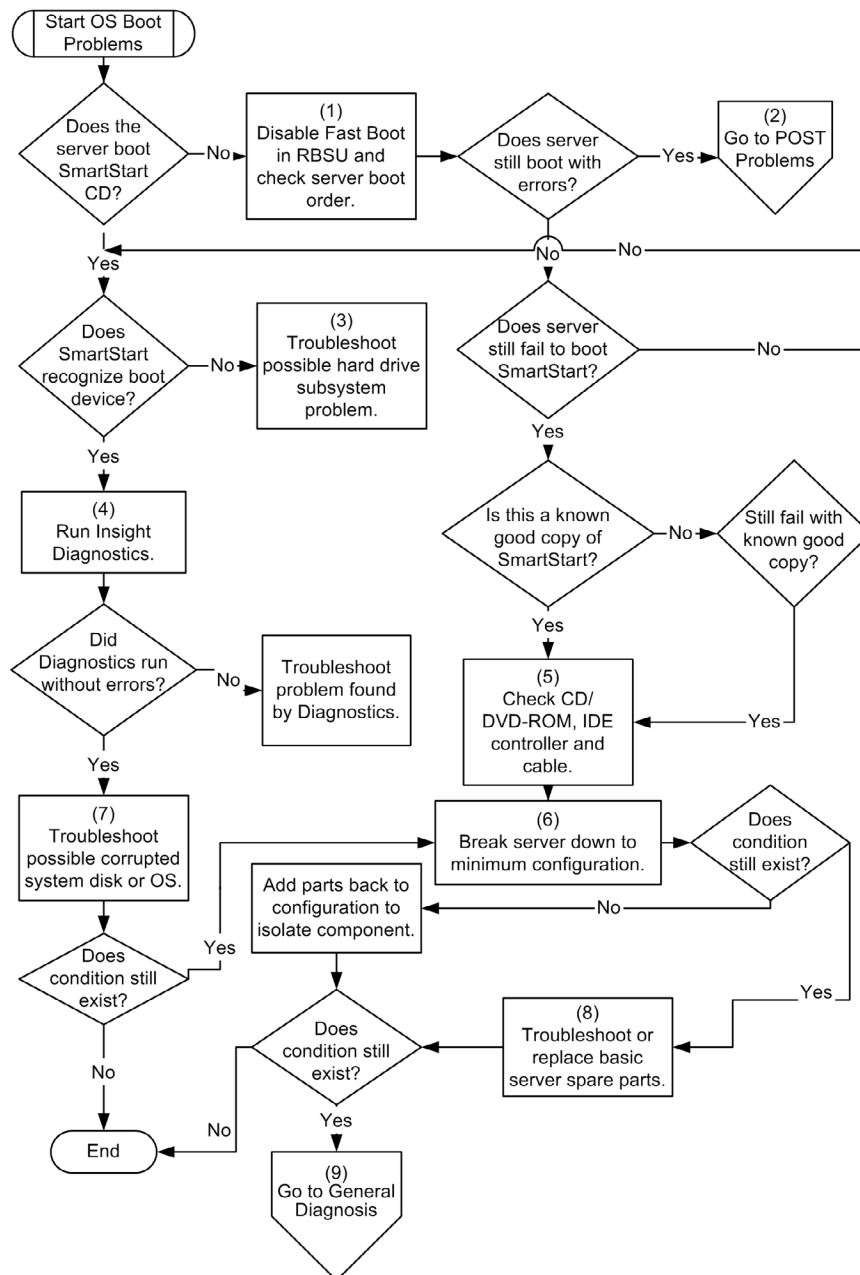 Start OS Boot
Problems
Does the
server boot
SmartStart
CD?
No
(1)
Disable Fast Boot
in RBSU and
check server boot
order.
Does server
still boot with
errors?
Yes
(2)
Go to POST
Problems
No
No
Yes
Does
SmartStart
recognize boot
device?
No
(3)
Troubleshoot
possible hard drive
subsystem
problem.
Does server
still fail to boot
SmartStart?
No
Yes
Yes
(4)
Run Insight
Diagnostics.
Is this a known
good copy of
SmartStart?
No
Still fail with
known good
copy?
Did
Diagnostics run
without errors?
No
Troubleshoot
problem found
by Diagnostics.
Yes
(5)
Check CD/
DVD-ROM, IDE
controller and
cable.
Yes
Yes
(7)
Troubleshoot
possible corrupted
system disk or OS.
(6)
Break server down to
minimum configuration.
Does
condition
still exist?
Add parts back to
configuration to
isolate component.
No
Yes
Does
condition still
exist?
Yes
Does
condition still
exist?
(8)
Troubleshoot or
replace basic
server spare parts.
No
No
Yes
End
(9)
Go to General
Diagnosis